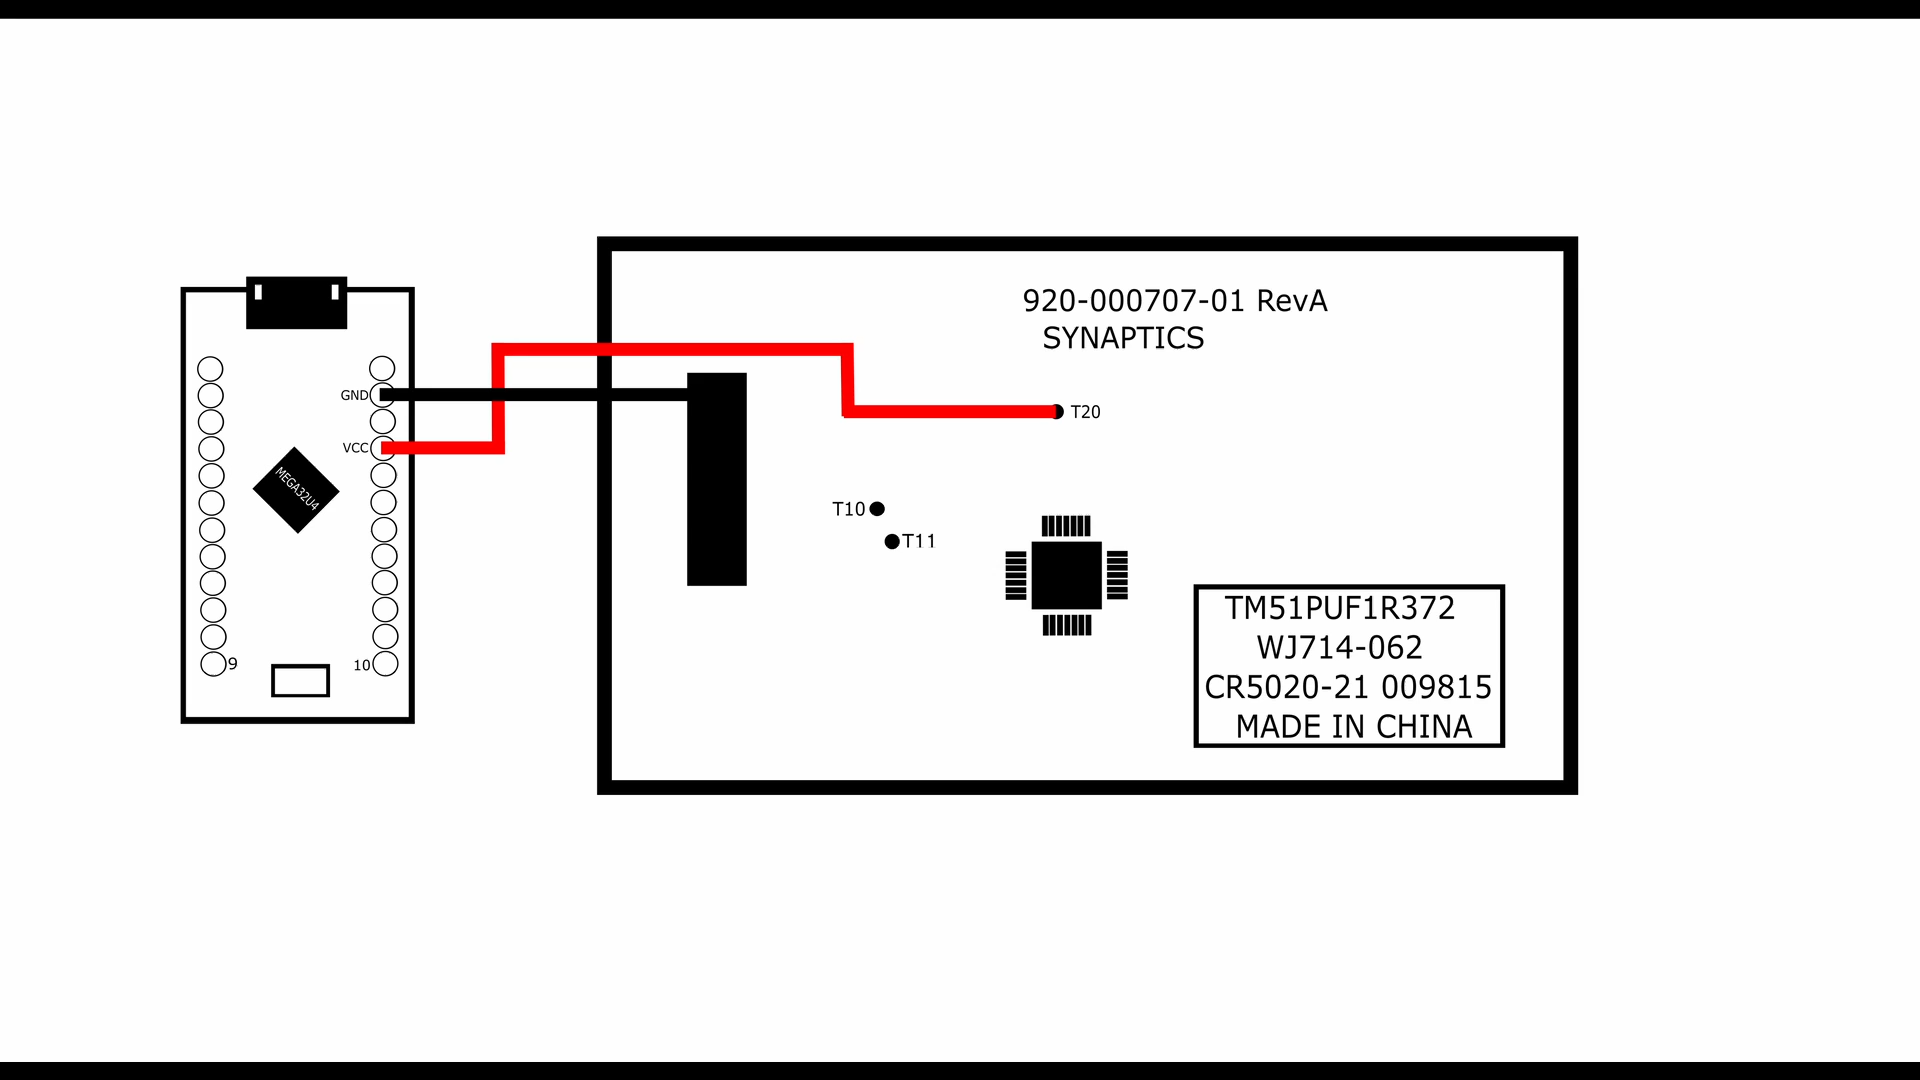 920-000707-01 RevA
SYNAPTICS
GND
VCC
MEGA32U4
9
10
T20
T10
T11
TM51PUF1R372
WJ714-062
CR5020-21 009815
MADE IN CHINA